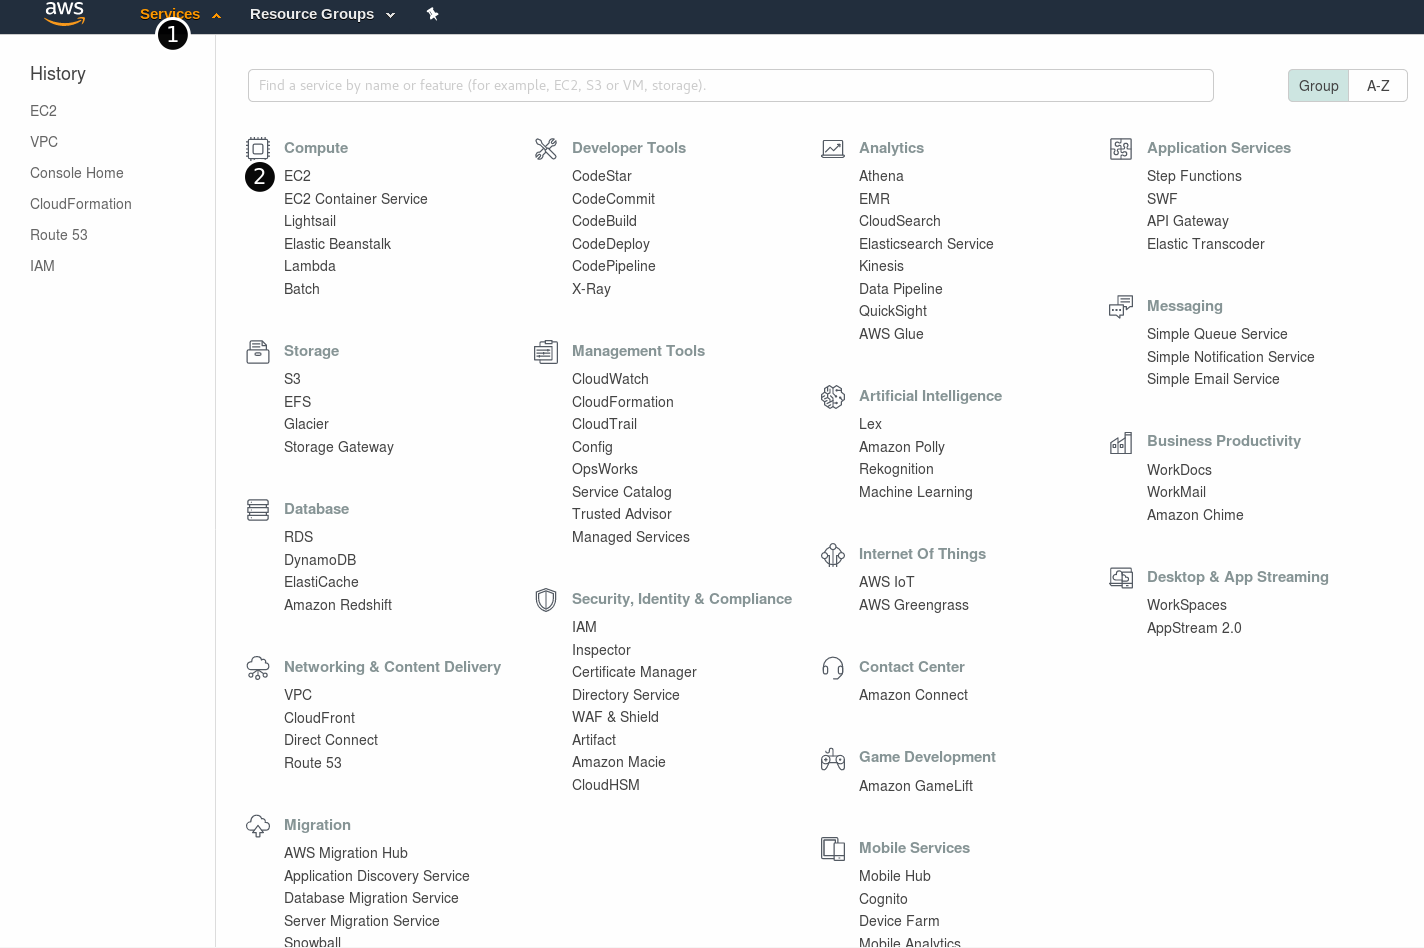 aws
Services
Resource Groups
1
History
EC2
VPC
Console Home
CloudFormation
Route 53
IAM
Find a service by name or feature (for example, EC2, S3 or VM, storage).
Group
A-Z
Compute
2
EC2
EC2 Container Service
Lightsail
Elastic Beanstalk
Lambda
Batch
Storage
S3
EFS
Glacier
Storage Gateway
Database
RDS
DynamoDB
ElastiCache
Amazon Redshift
Networking & Content Delivery
VPC
CloudFront
Direct Connect
Route 53
Migration
AWS Migration Hub
Application Discovery Service
Database Migration Service
Server Migration Service
Snowball
Developer Tools
CodeStar
CodeCommit
CodeBuild
CodeDeploy
CodePipeline
X-Ray
Management Tools
CloudWatch
CloudFormation
CloudTrail
Config
OpsWorks
Service Catalog
Trusted Advisor
Managed Services
Security, Identity & Compliance
IAM
Inspector
Certificate Manager
Directory Service
WAF & Shield
Artifact
Amazon Macie
CloudHSM
Analytics
Athena
EMR
CloudSearch
Elasticsearch Service
Kinesis
Data Pipeline
QuickSight
AWS Glue
Artificial Intelligence
Lex
Amazon Polly
Rekognition
Machine Learning
Internet Of Things
AWS IoT
AWS Greengrass
Contact Center
Amazon Connect
Game Development
Amazon GameLift
Mobile Services
Mobile Hub
Cognito
Device Farm
Mobile Analytics
Application Services
Step Functions
SWF
API Gateway
Elastic Transcoder
Messaging
Simple Queue Service
Simple Notification Service
Simple Email Service
Business Productivity
WorkDocs
WorkMail
Amazon Chime
Desktop & App Streaming
WorkSpaces
AppStream 2.0